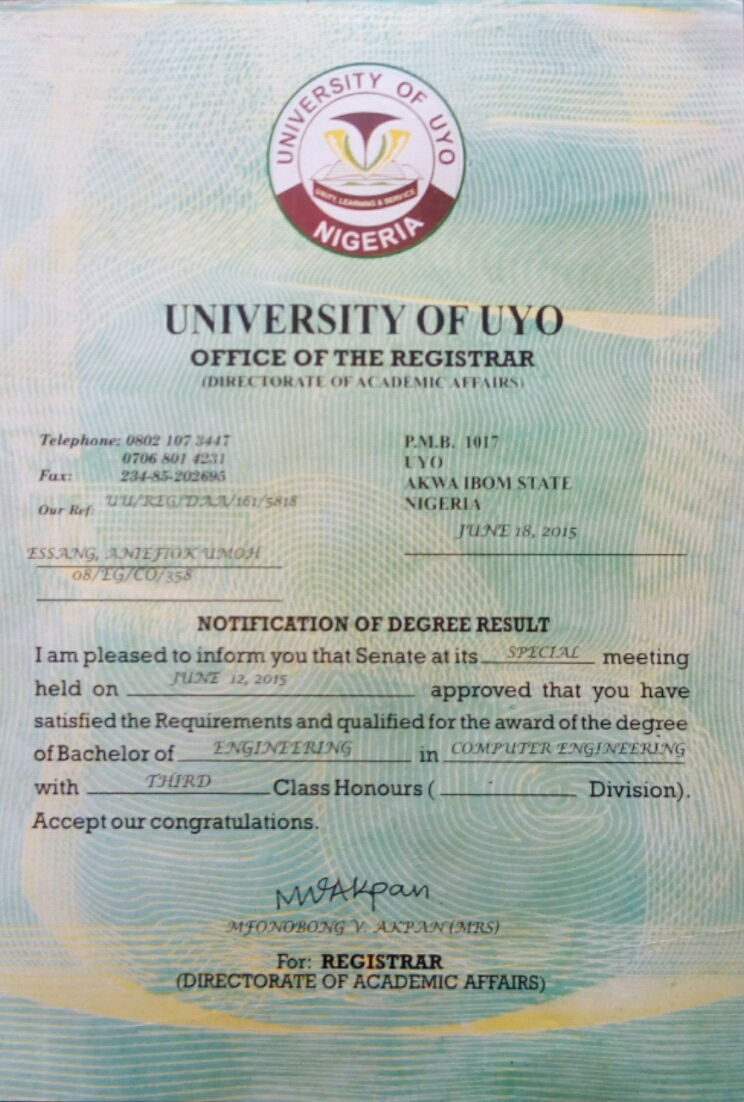 UNIVERSITY OF UYO
UNITY, LEARNING & SERVICE
NIGERIA
UNIVERSITY OF UYO
OFFICE OF THE REGISTRAR
(DIRECTORATE OF ACADEMIC AFFAIRS)
Telephone: 0802 107 3447
0706 801 4231
Fax: 234-85-202695
Our Ref: UU/REG/DAA/161/5818
P.M.B. 1017
UYO
AKWA IBOM STATE
NIGERIA
JUNE 18, 2015
ESSANG, ANIEFIOK UMOH
08/EG/CO/358
NOTIFICATION OF DEGREE RESULT
I am pleased to inform you that Senate at its SPECIAL meeting
held on JUNE 12, 2015 approved that you have
satisfied the Requirements and qualified for the award of the degree
of Bachelor of ENGINEERING in COMPUTER ENGINEERING
with THIRD Class Honours ( - Division).
Accept our congratulations.
MVAkpan
MFONOBONG V. AKPAN (MRS)
For: REGISTRAR
(DIRECTORATE OF ACADEMIC AFFAIRS)